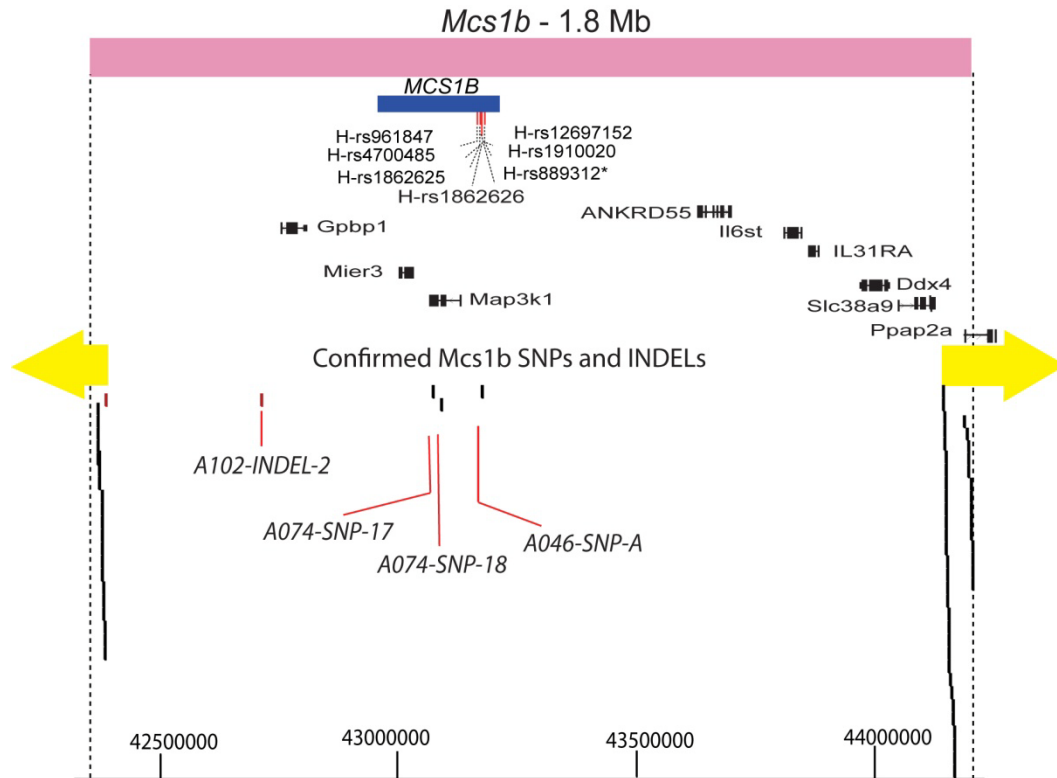 Mcs1b - 1.8 Mb
MCS1B
H-rs961847
H-rs12697152
H-rs4700485
H-rs1910020
H-rs1862625
H-rs889312*
H-rs1862626
ANKRD55
Gpbp1
Il6st
IL31RA
Mier3
Ddx4
Map3k1
Slc38a9
Ppap2a
Confirmed Mcs1b SNPs and INDELs
A102-INDEL-2
A074-SNP-17
A046-SNP-A
A074-SNP-18
42500000 43000000 43500000 44000000